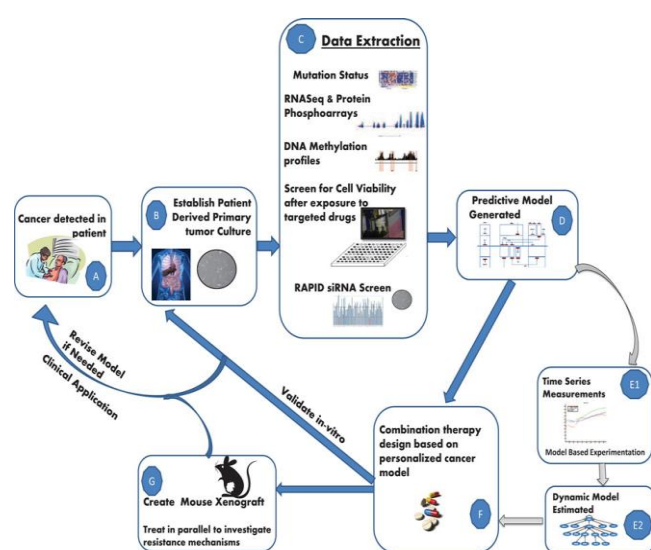 Cancer detected in
patient
A
B
Establish Patient
Derived Primary
tumor Culture
C
Data Extraction
Mutation Status
RNASeq & Protein
Phosphoarrays
DNA Methylation
profiles
Screen for Cell Viability
after exposure to
targeted drugs
RAPID siRNA Screen
Predictive Model
Generated
D
E1
Time Series
Measurements
Model Based Experimentation
Dynamic Model
Estimated
E2
Combination therapy
design based on
personalized cancer
model
F
Validate in-vitro
G
Create Mouse Xenograft
Treat in parallel to investigate
resistance mechanisms
Revise Model
if Needed
Clinical Application